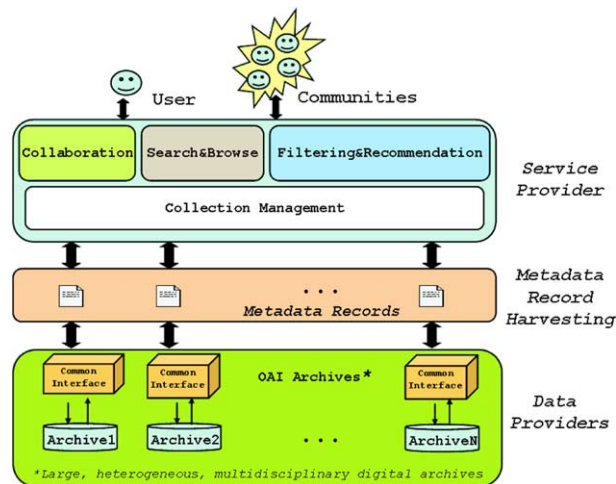 User
Communities
Collaboration
Search&Browse
Filtering&Recommendation
Collection Management
Service
Provider
. . .
Metadata Records
Metadata
Record
Harvesting
OAI Archives*
Common
Interface
Common
Interface
Common
Interface
Archive1
Archive2
. . .
ArchiveN
Data
Providers
*Large, heterogeneous, multidisciplinary digital archives